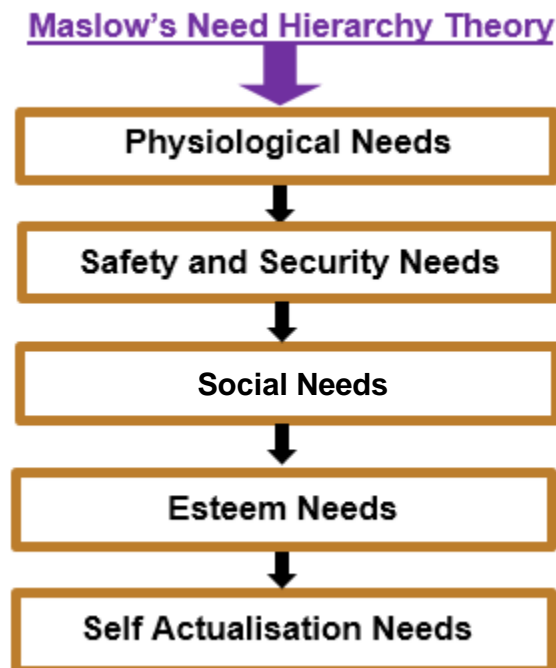 Maslow's Need Hierarchy Theory
Physiological Needs
Safety and Security Needs
Social Needs
Esteem Needs
Self Actualisation Needs